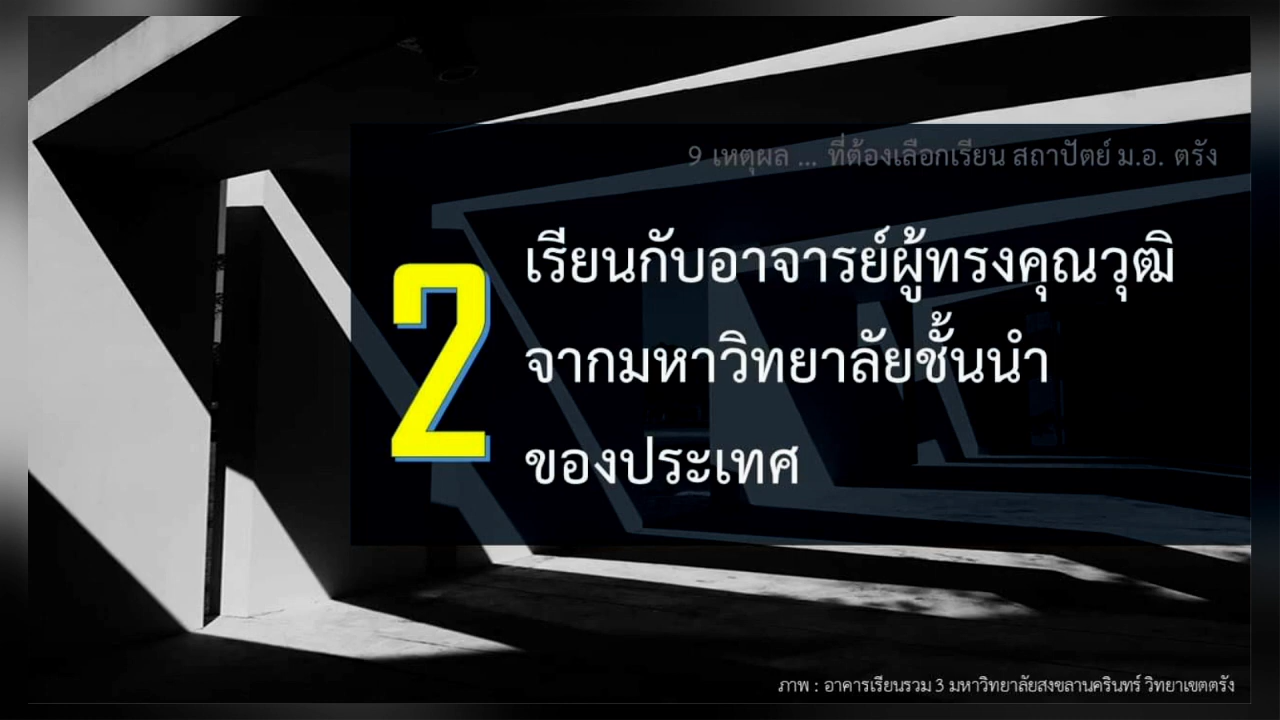 9 เหตุผล ... ที่ต้องเลือกเรียน สถาปัตย์ ม.อ. ตรัง
2
เรียนกับอาจารย์ผู้ทรงคุณวุฒิ
จากมหาวิทยาลัยชั้นนำ
ของประเทศ
ภาพ : อาคารเรียนรวม 3 มหาวิทยาลัยสงขลานครินทร์ วิทยาเขตตรัง